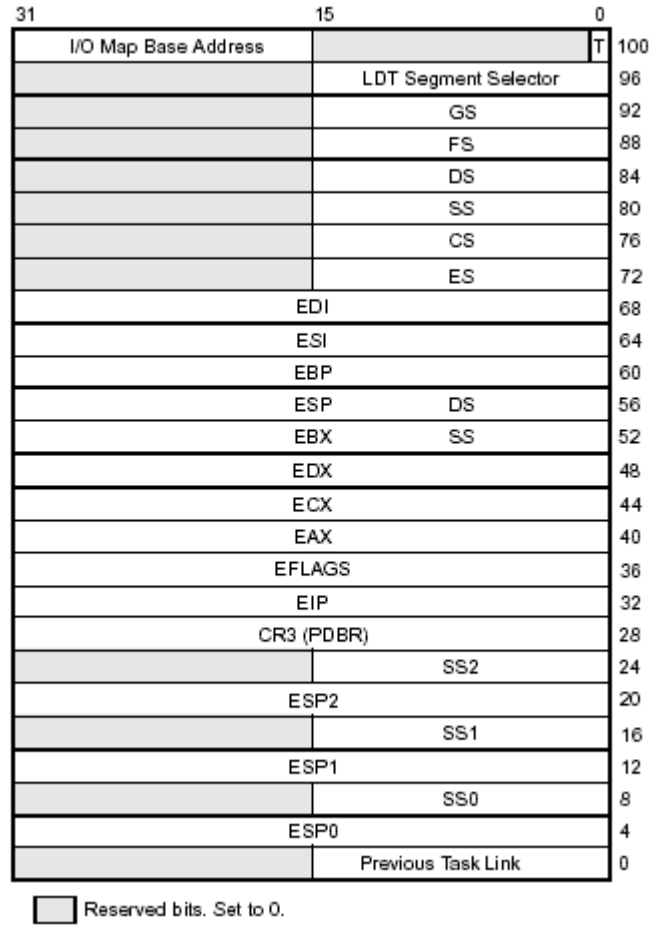 31 15 0
I/O Map Base Address T 100
LDT Segment Selector 96
GS 92
FS 88
DS 84
SS 80
CS 76
ES 72
EDI 68
ESI 64
EBP 60
ESP DS 56
EBX SS 52
EDX 48
ECX 44
EAX 40
EFLAGS 36
EIP 32
CR3 (PDBR) 28
SS2 24
ESP2 20
SS1 16
ESP1 12
SS0 8
ESP0 4
Previous Task Link 0
Reserved bits. Set to 0.